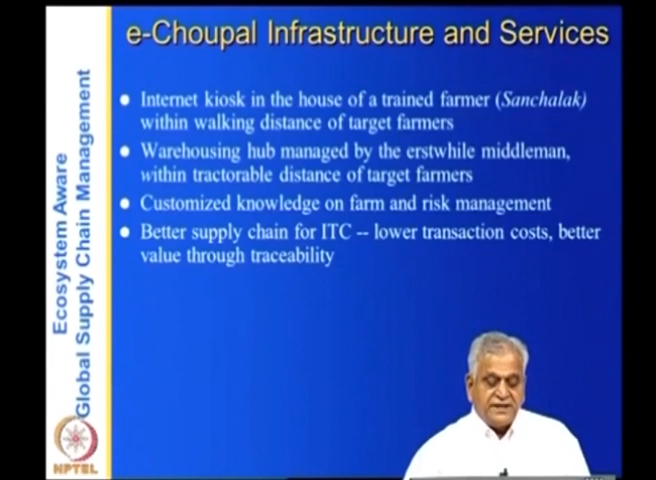 e-Choupal Infrastructure and Services
Internet kiosk in the house of a trained farmer (Sanchalak)
within walking distance of target farmers
Warehousing hub managed by the erstwhile middleman,
within tractorable distance of target farmers
Customized knowledge on farm and risk management
Better supply chain for ITC -- lower transaction costs, better
value through traceability
Ecosystem Aware
Global Supply Chain Management
NPTEL